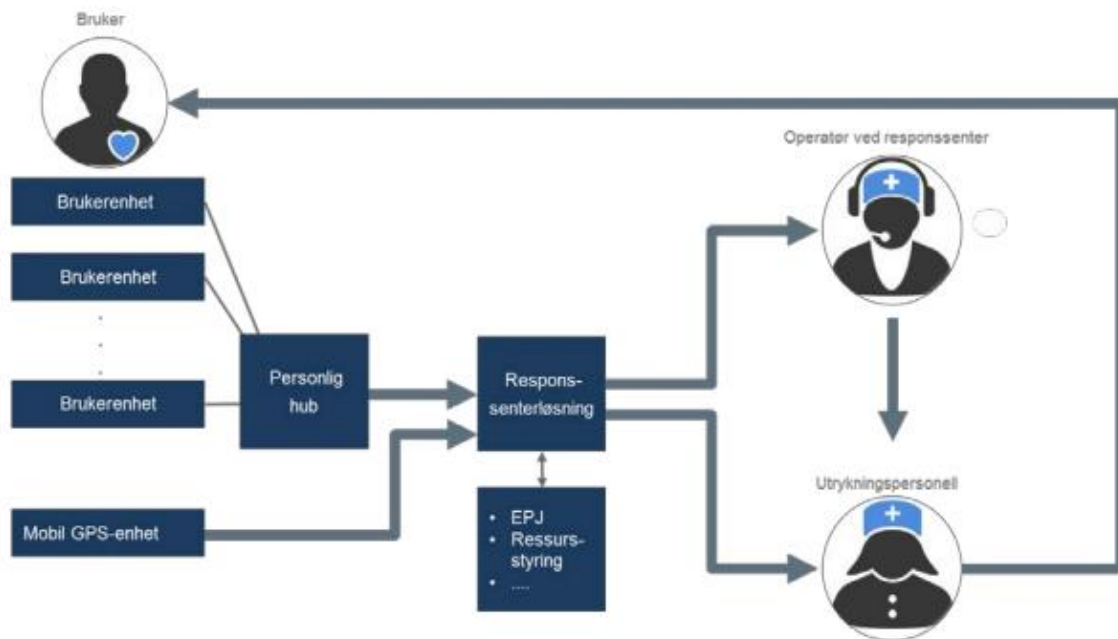 Bruker
Operatør ved responssenter
Brukerenhet
Brukerenhet
.
.
.
Brukerenhet
Personlig
hub
Respons-
senterløsning
Mobil GPS-enhet
• EPJ
• Ressurs-
styring
• ....
Utrykningspersonell